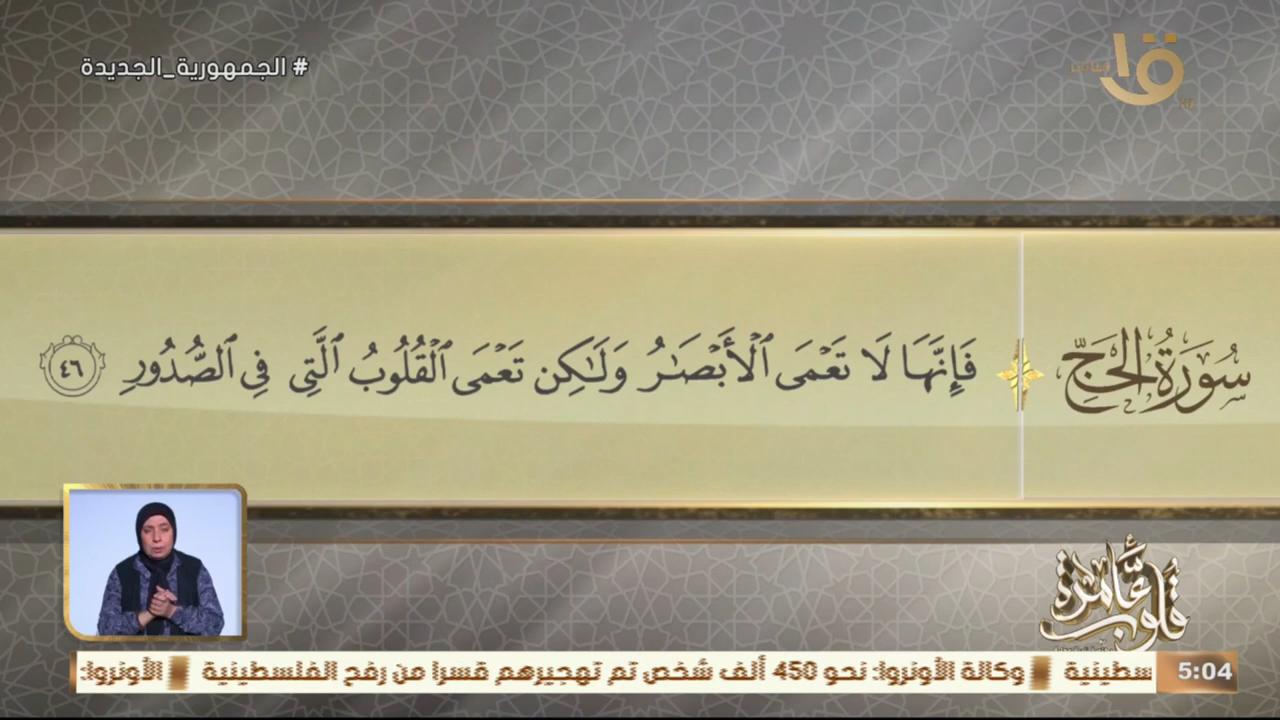 # الجمهورية_الجديدة
سُورَةُ الحَجّ
فَإِنَّهَا لَا تَعْمَى ٱلْأَبْصَـٰرُ وَلَـٰكِن تَعْمَى ٱلْقُلُوبُ ٱلَّتِى فِى ٱلصُّدُورِ ٤٦
قلوب عامرة
5:04
سطينية وكالة الأونروا: نحو 450 ألف شخص تم تهجيرهم قسرا من رفح الفلسطينية الأونروا: